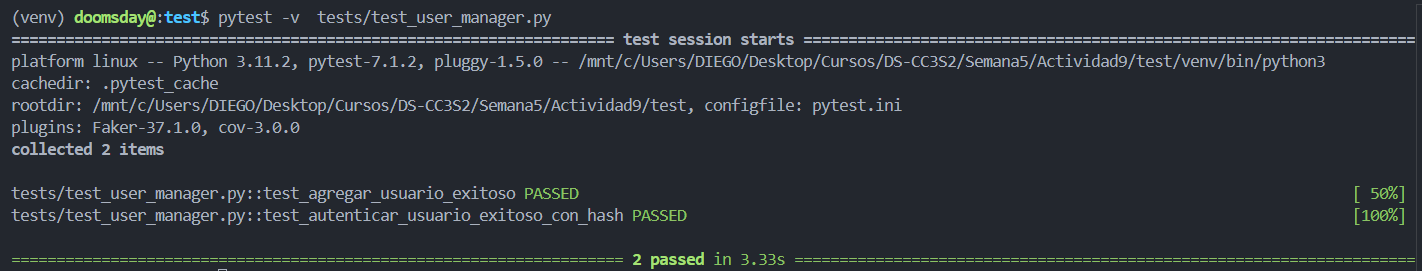 (venv) doomsday@:test$ pytest -v  tests/test_user_manager.py
=================================================================== test session starts ====================================================================
platform linux -- Python 3.11.2, pytest-7.1.2, pluggy-1.5.0 -- /mnt/c/Users/DIEGO/Desktop/Cursos/DS-CC3S2/Semana5/Actividad9/test/venv/bin/python3
cachedir: .pytest_cache
rootdir: /mnt/c/Users/DIEGO/Desktop/Cursos/DS-CC3S2/Semana5/Actividad9/test, configfile: pytest.ini
plugins: Faker-37.1.0, cov-3.0.0
collected 2 items
tests/test_user_manager.py::test_agregar_usuario_exitoso PASSED [ 50%]
tests/test_user_manager.py::test_autenticar_usuario_exitoso_con_hash PASSED [100%]
==================================================================== 2 passed in 3.33s =====================================================================